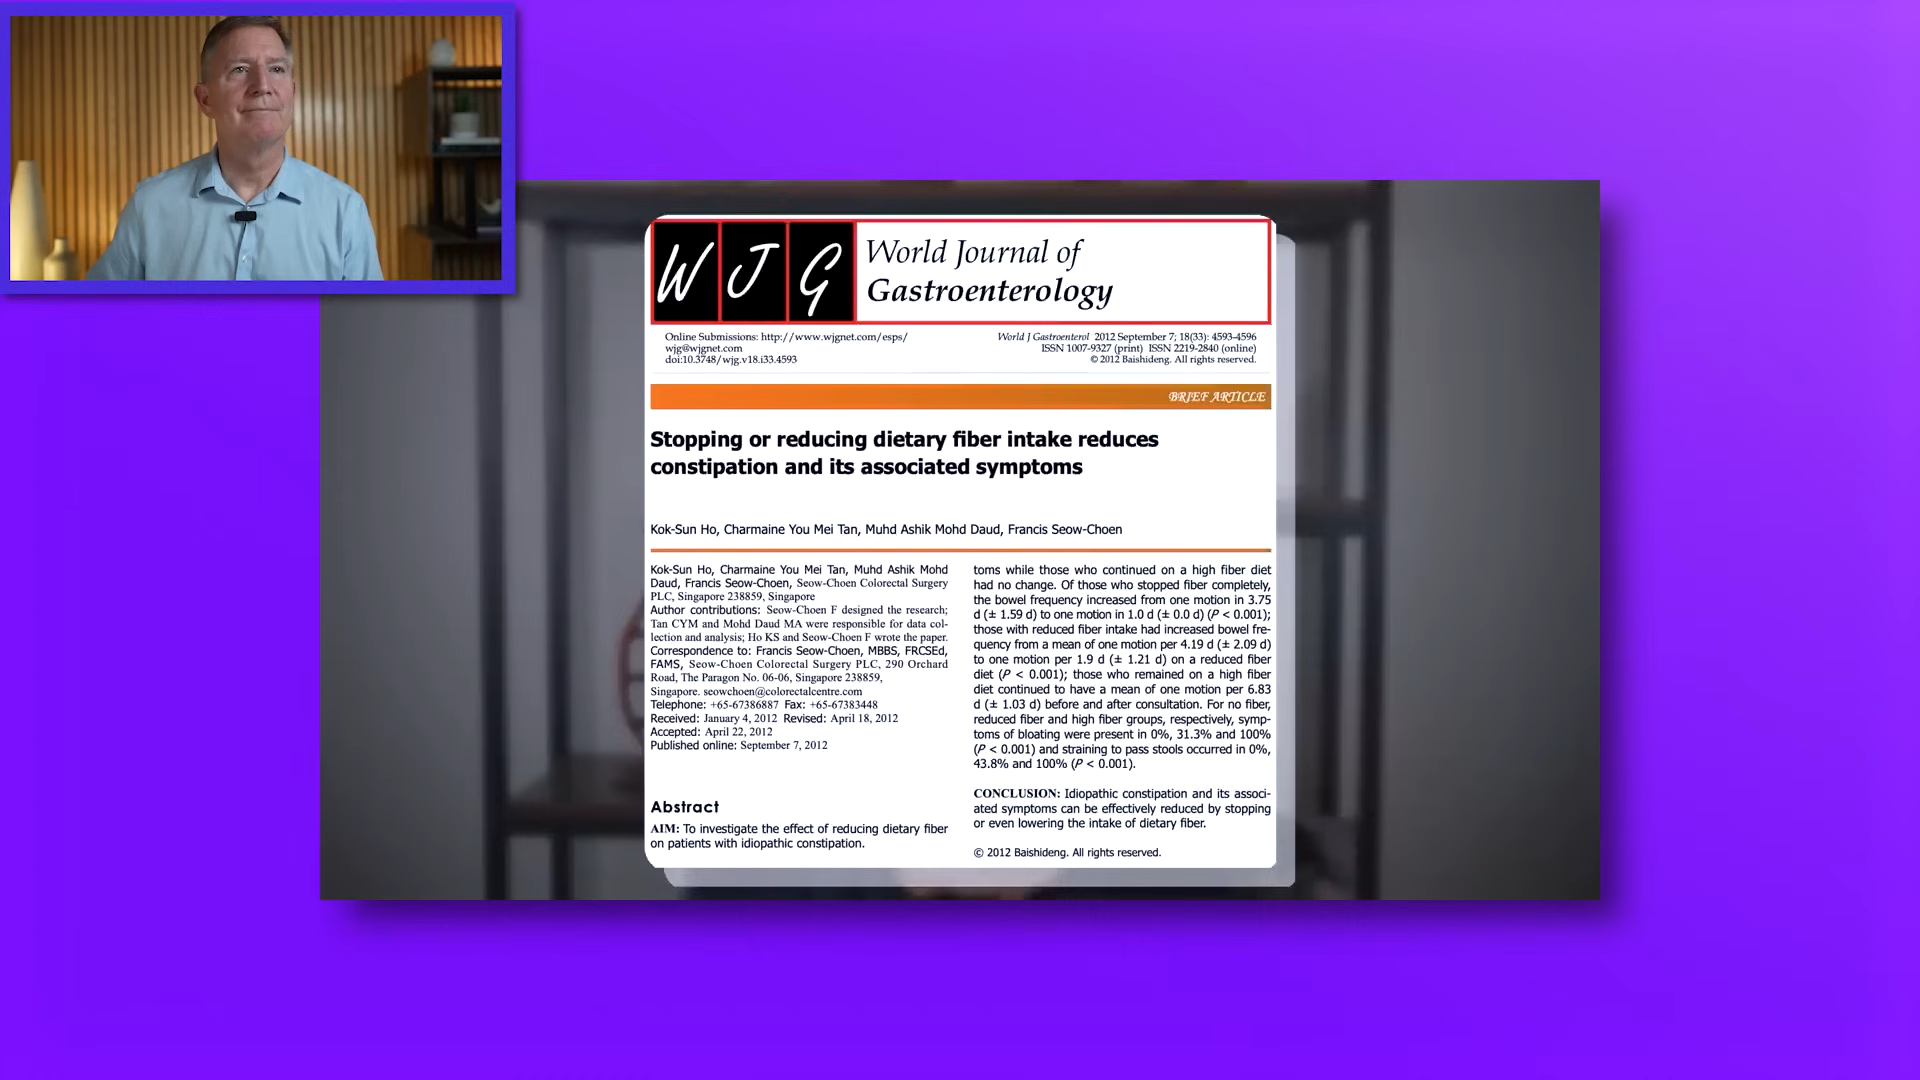 W J G
World Journal of
Gastroenterology
Online Submissions: http://www.wjgnet.com/esps/
wjg@wjgnet.com
doi:10.3748/wjg.v18.i33.4593
World J Gastroenterol 2012 September 7; 18(33): 4593-4596
ISSN 1007-9327 (print) ISSN 2219-2840 (online)
© 2012 Baishideng. All rights reserved.
BRIEF ARTICLE
Stopping or reducing dietary fiber intake reduces
constipation and its associated symptoms
Kok-Sun Ho, Charmaine You Mei Tan, Muhd Ashik Mohd Daud, Francis Seow-Choen
Kok-Sun Ho, Charmaine You Mei Tan, Muhd Ashik Mohd
Daud, Francis Seow-Choen, Seow-Choen Colorectal Surgery
PLC, Singapore 238859, Singapore
Author contributions: Seow-Choen F designed the research;
Tan CYM and Mohd Daud MA were responsible for data col-
lection and analysis; Ho KS and Seow-Choen F wrote the paper.
Correspondence to: Francis Seow-Choen, MBBS, FRCSEd,
FAMS, Seow-Choen Colorectal Surgery PLC, 290 Orchard
Road, The Paragon No. 06-06, Singapore 238859,
Singapore. seowchoen@colorectalcentre.com
Telephone: +65-67386887 Fax: +65-67383448
Received: January 4, 2012 Revised: April 18, 2012
Accepted: April 22, 2012
Published online: September 7, 2012
Abstract
AIM: To investigate the effect of reducing dietary fiber
on patients with idiopathic constipation.
toms while those who continued on a high fiber diet
had no change. Of those who stopped fiber completely,
the bowel frequency increased from one motion in 3.75
d (± 1.59 d) to one motion in 1.0 d (± 0.0 d) (P < 0.001);
those with reduced fiber intake had increased bowel fre-
quency from a mean of one motion per 4.19 d (± 2.09 d)
to one motion per 1.9 d (± 1.21 d) on a reduced fiber
diet (P < 0.001); those who remained on a high fiber
diet continued to have a mean of one motion per 6.83
d (± 1.03 d) before and after consultation. For no fiber,
reduced fiber and high fiber groups, respectively, symp-
toms of bloating were present in 0%, 31.3% and 100%
(P < 0.001) and straining to pass stools occurred in 0%,
43.8% and 100% (P < 0.001).
CONCLUSION: Idiopathic constipation and its associ-
ated symptoms can be effectively reduced by stopping
or even lowering the intake of dietary fiber.
© 2012 Baishideng. All rights reserved.